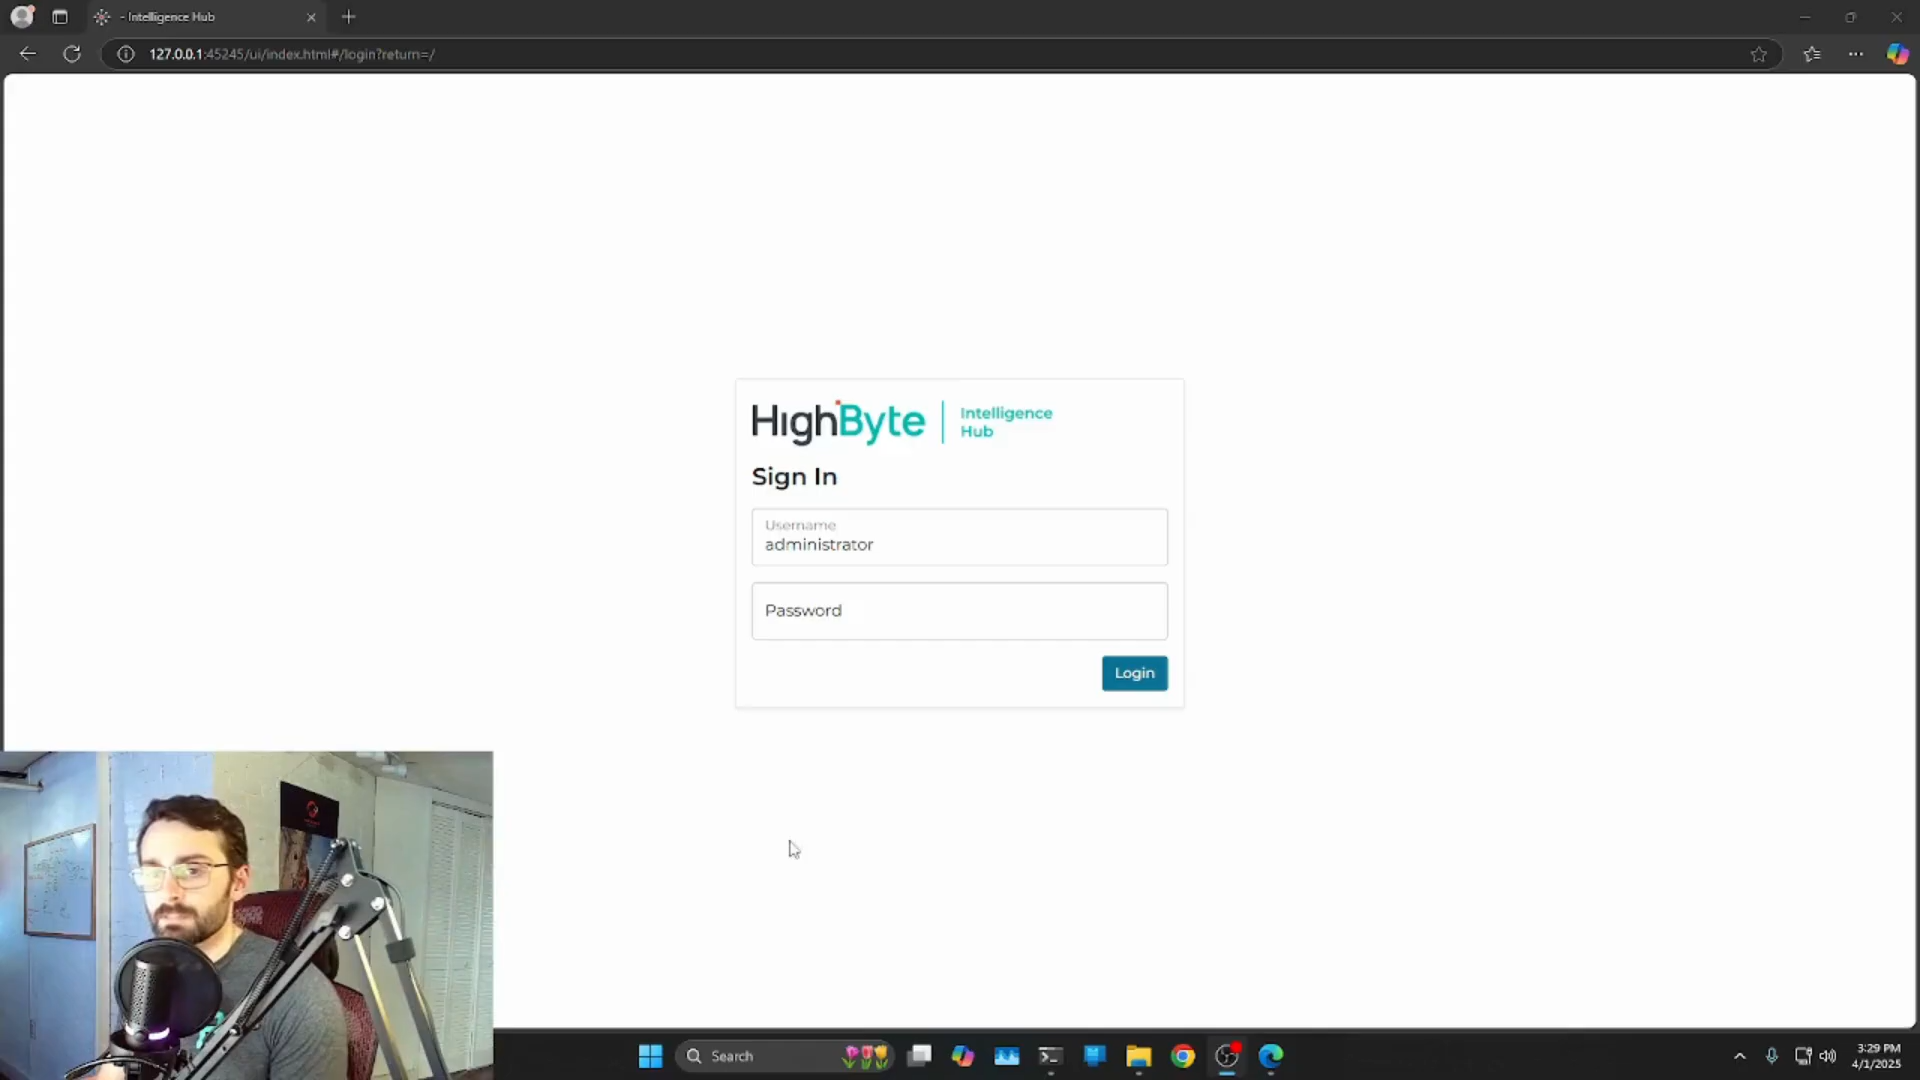 - Intelligence Hub
127.0.0.1:45245/ui/index.html#/login?return=/
HighByte
Intelligence
Hub
Sign In
Username
administrator
Password
Login
Search
3:29 PM
4/1/2025